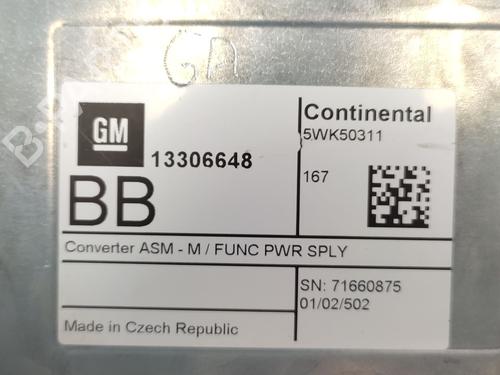 GA
GM
13306648
BB
Continental
5WK50311
167
Converter ASM - M / FUNC PWR SPLY
SN: 71660875
01/02/502
Made in Czech Republic